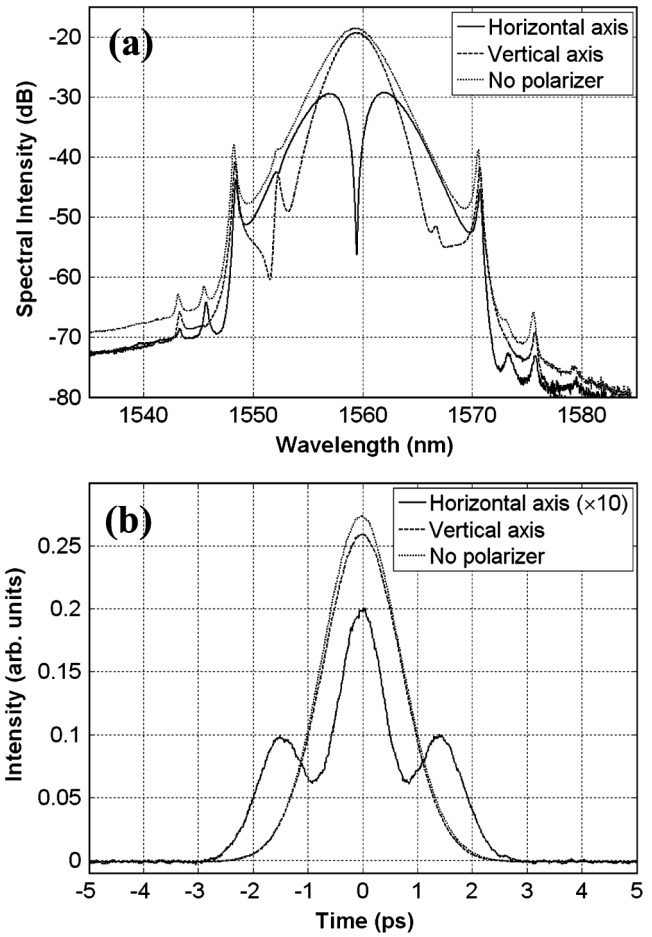 (a)
Horizontal axis
Vertical axis
No polarizer
Spectral Intensity (dB)
-20
-30
-40
-50
-60
-70
-80
1540 1550 1560 1570 1580
Wavelength (nm)
(b)
Horizontal axis (×10)
Vertical axis
No polarizer
Intensity (arb. units)
0.25
0.2
0.15
0.1
0.05
0
-5 -4 -3 -2 -1 0 1 2 3 4 5
Time (ps)